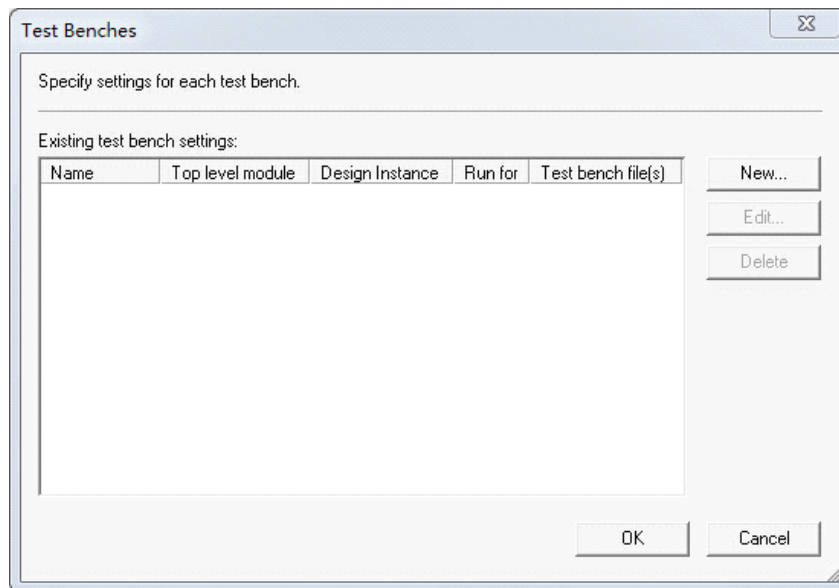 Test Benches
Specify settings for each test bench.
Existing test bench settings:
Name Top level module Design Instance Run for Test bench file(s)
New...
Edit...
Delete
OK Cancel